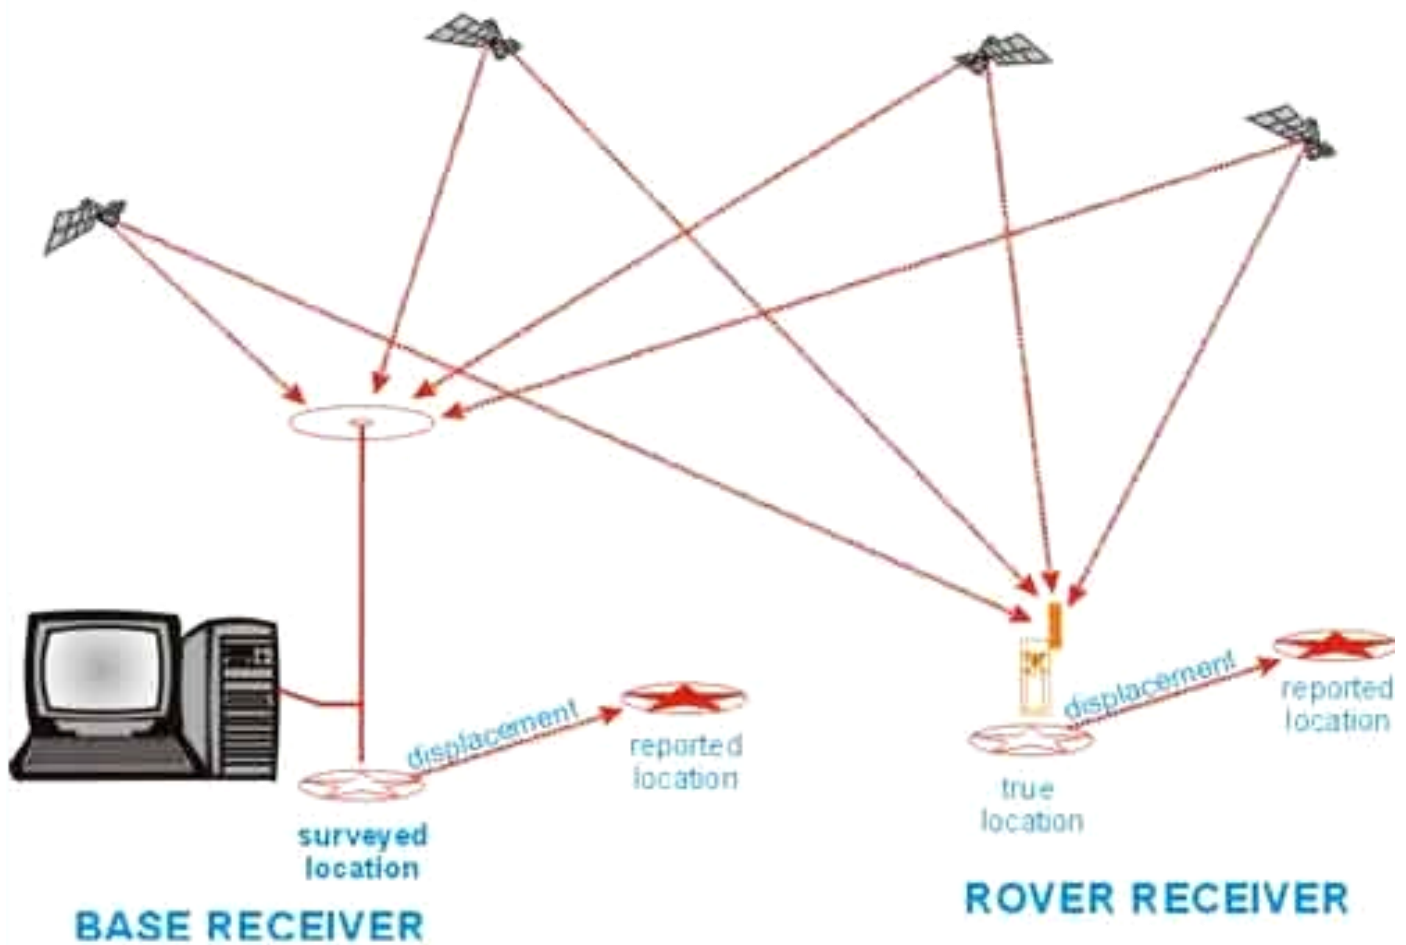 displacement
reported
location
surveyed
location
BASE RECEIVER
displacement
reported
location
true
location
ROVER RECEIVER